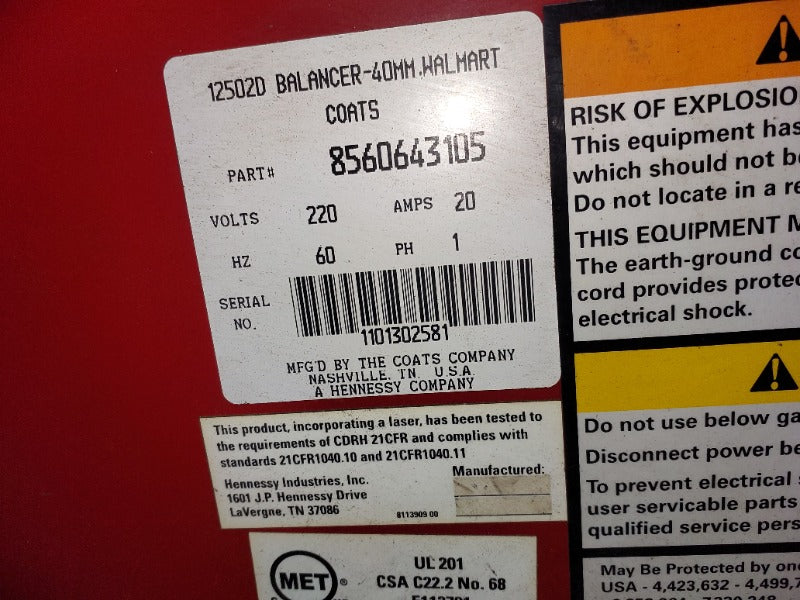 12502D BALANCER-40MM.WALMART
COATS
PART# 8560643105
VOLTS 220 AMPS 20
HZ 60 PH 1
SERIAL NO.
1101302581
MFG'D BY THE COATS COMPANY
NASHVILLE, TN. U.S.A.
A HENNESSY COMPANY
This product, incorporating a laser, has been tested to
the requirements of CDRH 21CFR and complies with
standards 21CFR1040.10 and 21CFR1040.11
Manufactured:
Hennessy Industries, Inc.
1601 J.P. Hennessy Drive
LaVergne, TN 37086
8113909 00
MET ®
UL 201
CSA C22.2 No. 68
RISK OF EXPLOSIO
This equipment has
which should not b
Do not locate in a re
THIS EQUIPMENT M
The earth-ground co
cord provides protec
electrical shock.
Do not use below ga
Disconnect power be
To prevent electrical
user servicable parts
qualified service pers
May Be Protected by one
USA - 4,423,632 - 4,499,7